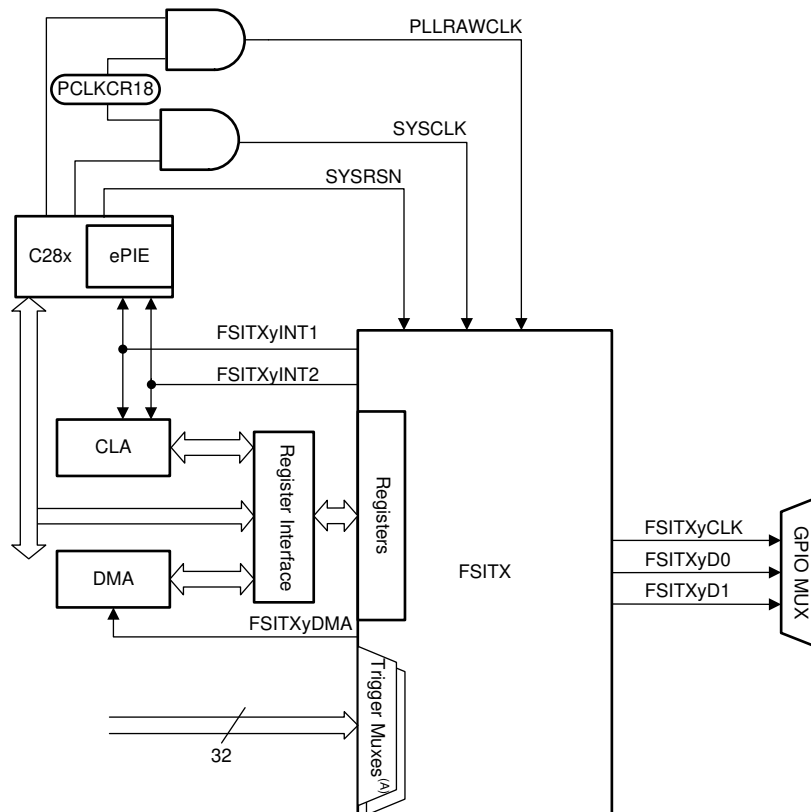 PLLRAWCLK
PCLKCR18
SYSCLK
SYSRSN
C28x
ePIE
FSITXyINT1
FSITXyINT2
CLA
Register Interface
Registers
FSITX
FSITXyCLK
FSITXyD0
FSITXyD1
GPIO MUX
DMA
FSITXyDMA
Trigger Muxes(A)
32